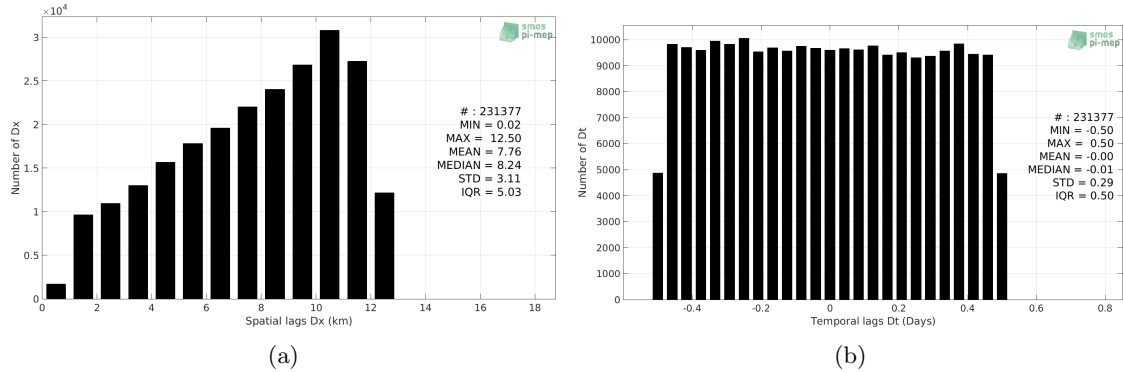 ×10⁴
3
2.5
2
1.5
1
0.5
0
0 2 4 6 8 10 12 14 16 18
Number of Dx
Spatial lags Dx (km)
smos
pi-mep
# : 231377
MIN = 0.02
MAX = 12.50
MEAN = 7.76
MEDIAN = 8.24
STD = 3.11
IQR = 5.03
(a)
10000
9000
8000
7000
6000
5000
4000
3000
2000
1000
0
-0.4 -0.2 0 0.2 0.4 0.6 0.8
Number of Dt
Temporal lags Dt (Days)
smos
pi-mep
# : 231377
MIN = -0.50
MAX = 0.50
MEAN = -0.00
MEDIAN = -0.01
STD = 0.29
IQR = 0.50
(b)